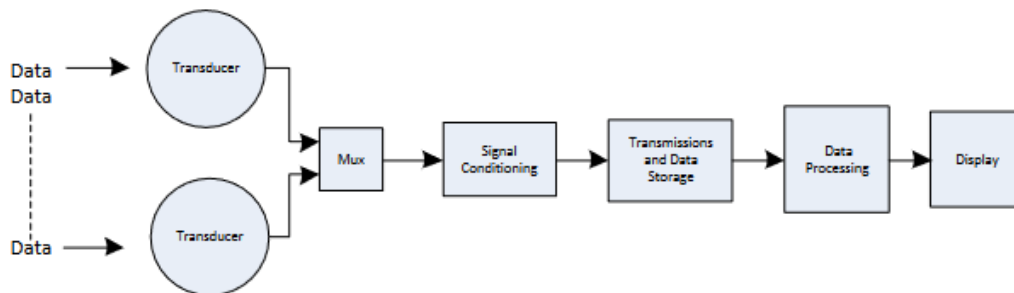 Data
Data
Data
Transducer
Transducer
Mux
Signal
Conditioning
Transmissions
and Data
Storage
Data
Processing
Display